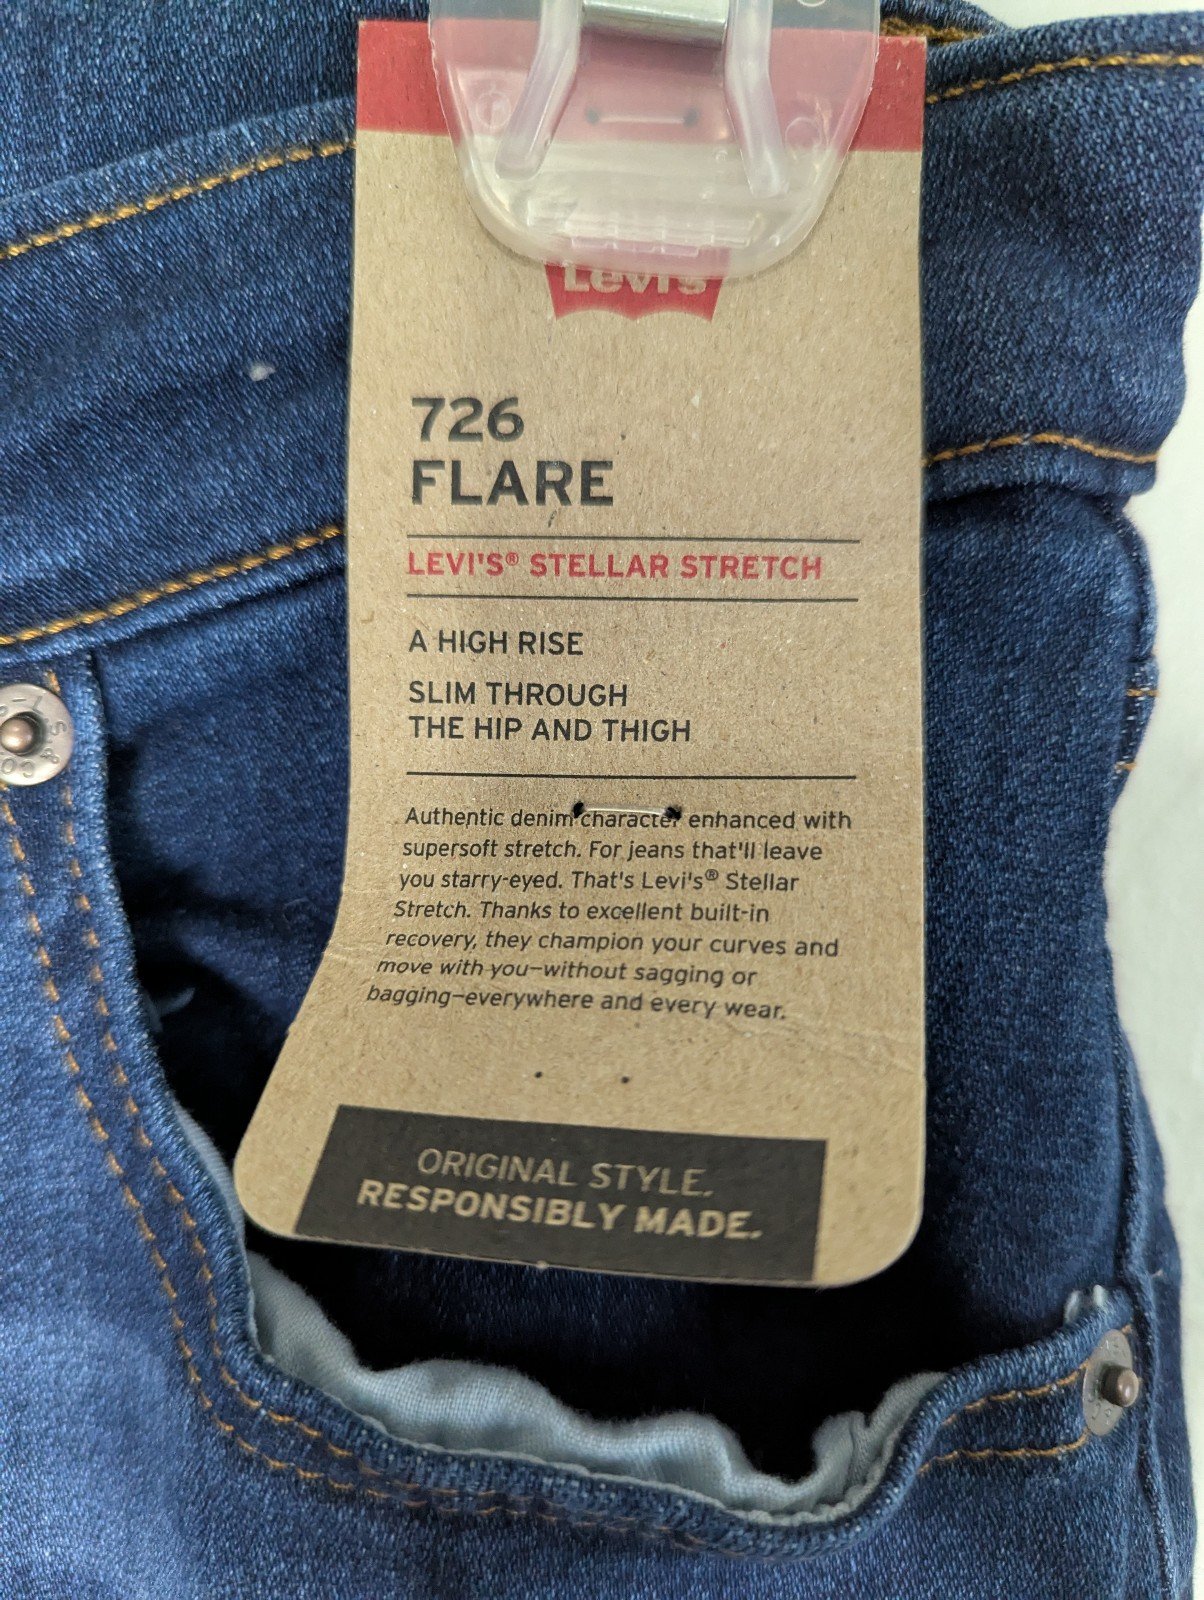 Levi's
726
FLARE
LEVI'S® STELLAR STRETCH
A HIGH RISE
SLIM THROUGH
THE HIP AND THIGH
Authentic denim character enhanced with
supersoft stretch. For jeans that'll leave
you starry-eyed. That's Levi's® Stellar
Stretch. Thanks to excellent built-in
recovery, they champion your curves and
move with you—without sagging or
bagging—everywhere and every wear.
ORIGINAL STYLE.
RESPONSIBLY MADE.